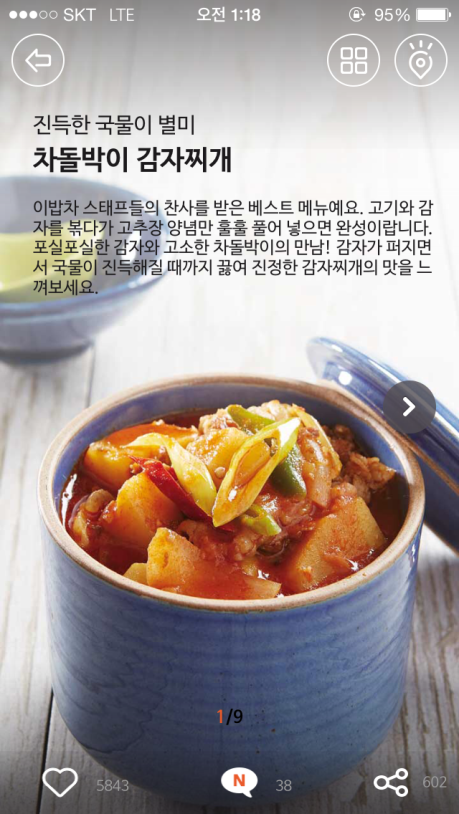 SKT LTE 오전 1:18 95%
진득한 국물이 별미
차돌박이 감자찌개
이밥차 스태프들의 찬사를 받은 베스트 메뉴예요. 고기와 감
자를 볶다가 고추장 양념만 훌훌 풀어 넣으면 완성이랍니다.
포실포실한 감자와 고소한 차돌박이의 만남! 감자가 퍼지면
서 국물이 진득해질 때까지 끓여 진정한 감자찌개의 맛을 느
껴보세요.
1/9
5843 N 38 602